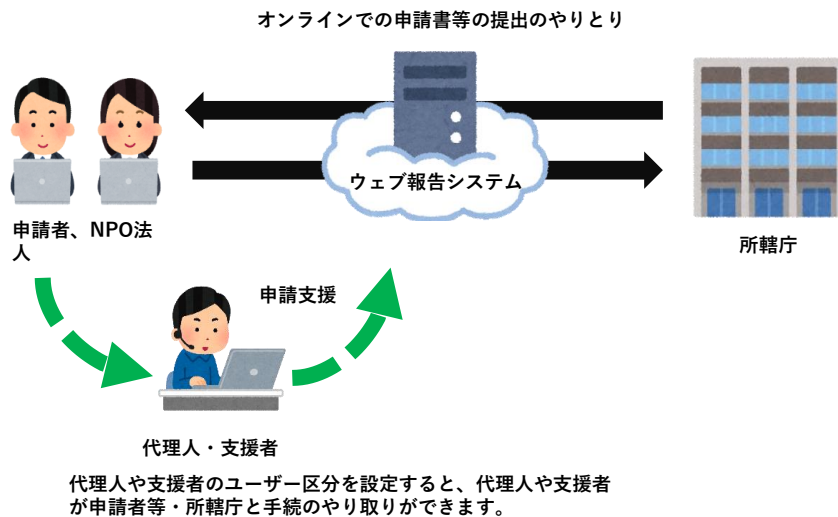 オンラインでの申請書等の提出のやりとり
ウェブ報告システム
申請者、NPO法
人
所轄庁
申請支援
代理人・支援者
代理人や支援者のユーザー区分を設定すると、代理人や支援者
が申請者等・所轄庁と手続のやり取りができます。